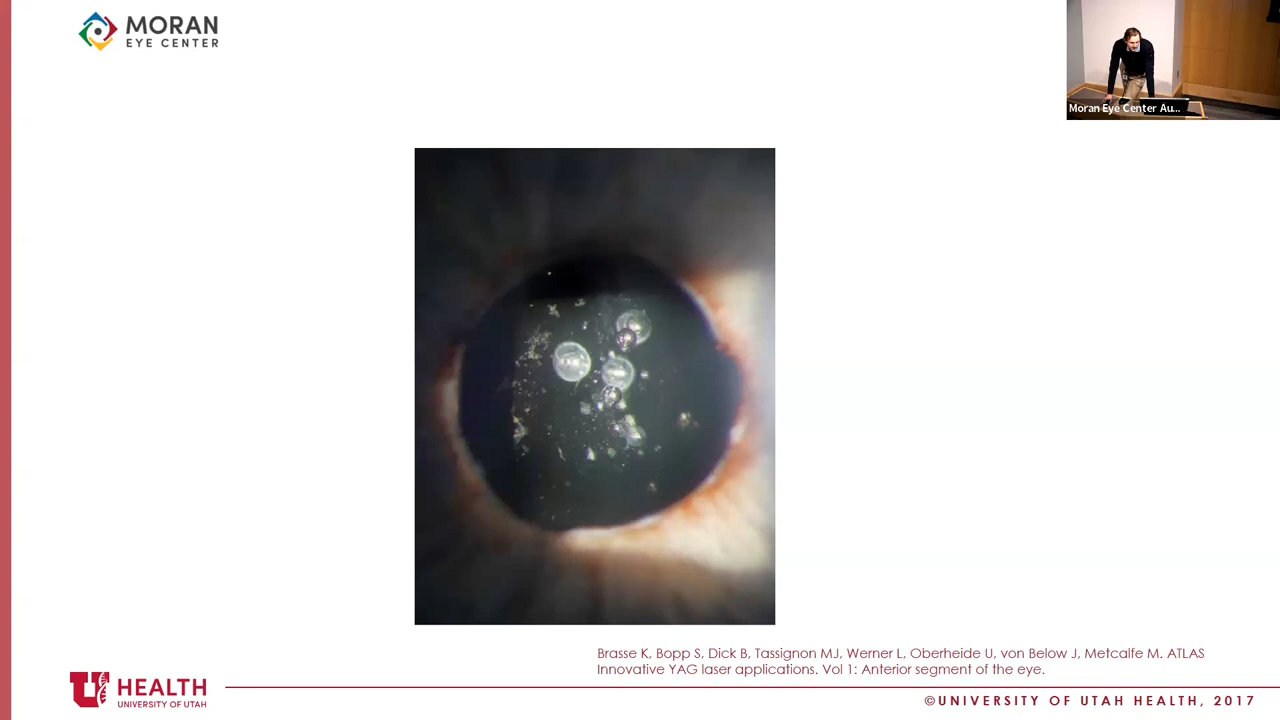 MORAN
EYE CENTER
Moran Eye Center Au...
Brasse K, Bopp S, Dick B, Tassignon MJ, Werner L, Oberheide U, von Below J, Metcalfe M. ATLAS
Innovative YAG laser applications. Vol 1: Anterior segment of the eye.
U
HEALTH
UNIVERSITY OF UTAH
©UNIVERSITY OF UTAH HEALTH, 2017